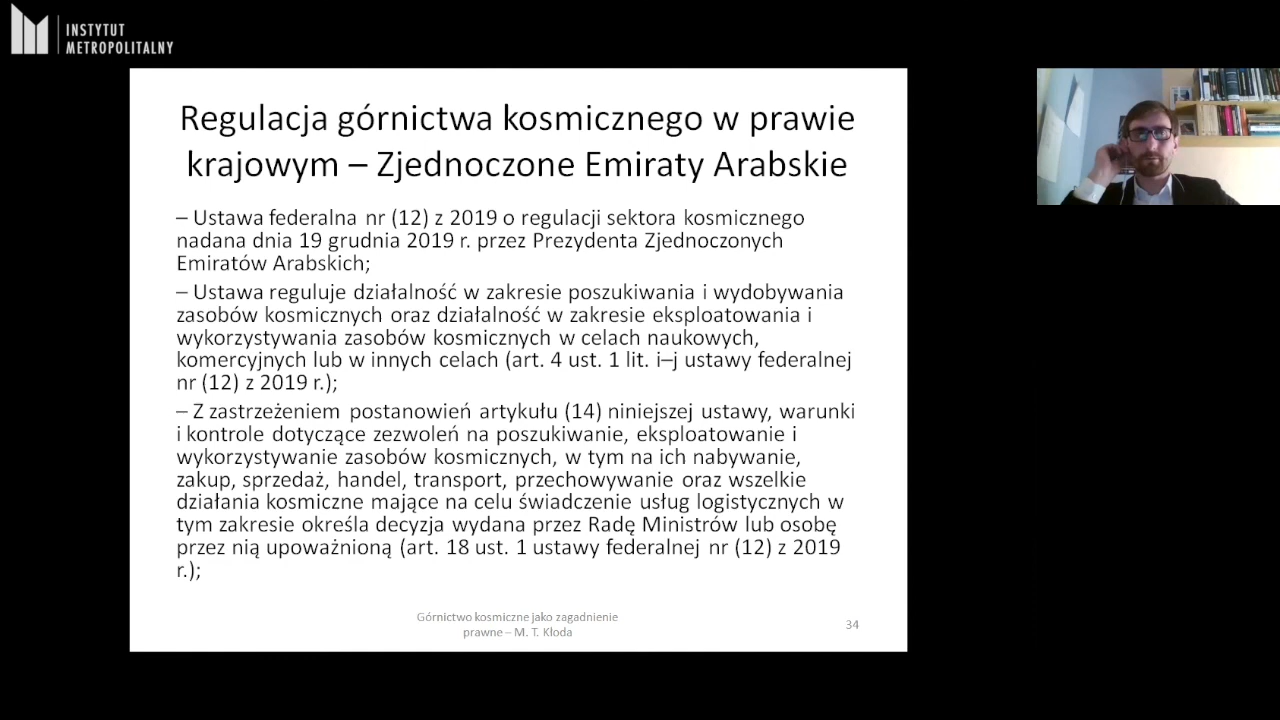 INSTYTUT
METROPOLITALNY
Regulacja górnictwa kosmicznego w prawie
krajowym – Zjednoczone Emiraty Arabskie
– Ustawa federalna nr (12) z 2019 o regulacji sektora kosmicznego
nadana dnia 19 grudnia 2019 r. przez Prezydenta Zjednoczonych
Emiratów Arabskich;
– Ustawa reguluje działalność w zakresie poszukiwania i wydobywania
zasobów kosmicznych oraz działalność w zakresie eksploatowania i
wykorzystywania zasobów kosmicznych w celach naukowych,
komercyjnych lub w innych celach (art. 4 ust. 1 lit. i–j ustawy federalnej
nr (12) z 2019 r.);
– Z zastrzeżeniem postanowień artykułu (14) niniejszej ustawy, warunki
i kontrole dotyczące zezwoleń na poszukiwanie, eksploatowanie i
wykorzystywanie zasobów kosmicznych, w tym na ich nabywanie,
zakup, sprzedaż, handel, transport, przechowywanie oraz wszelkie
działania kosmiczne mające na celu świadczenie usług logistycznych w
tym zakresie określa decyzja wydana przez Radę Ministrów lub osobę
przez nią upoważnioną (art. 18 ust. 1 ustawy federalnej nr (12) z 2019
r.);
Górnictwo kosmiczne jako zagadnienie
prawne – M. T. Kłoda
34